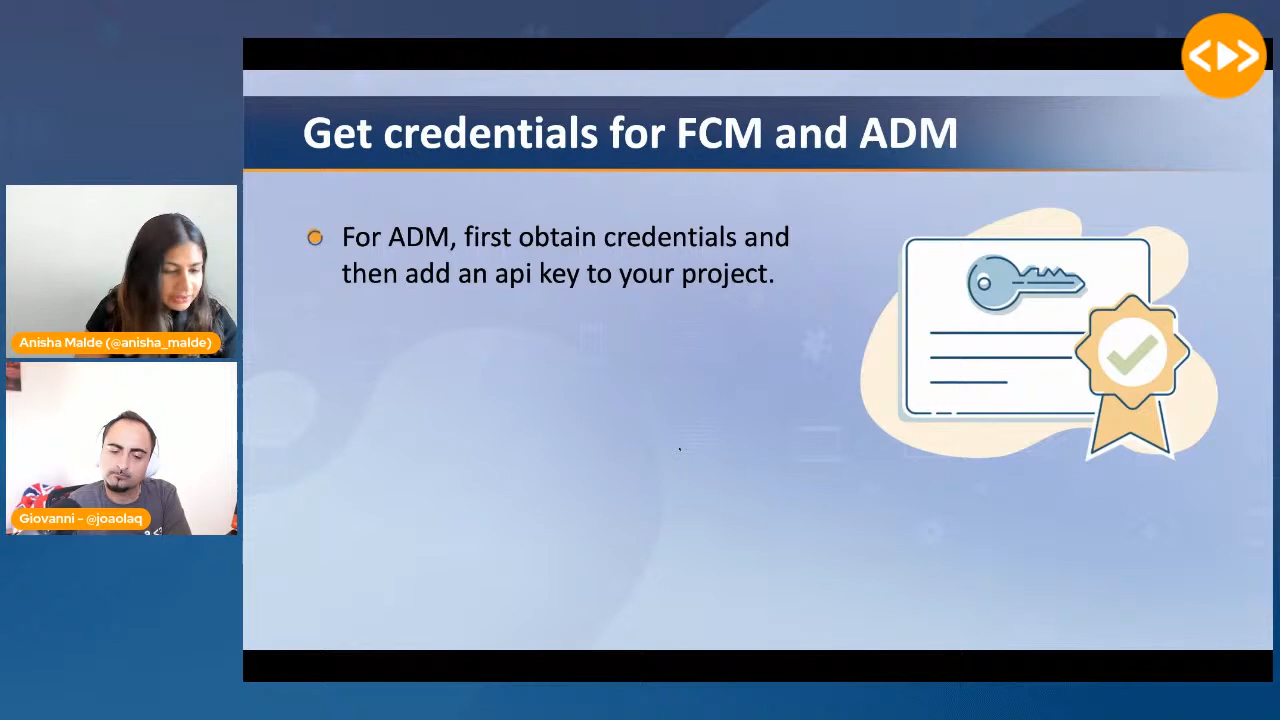 Get credentials for FCM and ADM
For ADM, first obtain credentials and
then add an api key to your project.
Anisha Malde (@anisha_malde)
Giovanni - @joaolaq